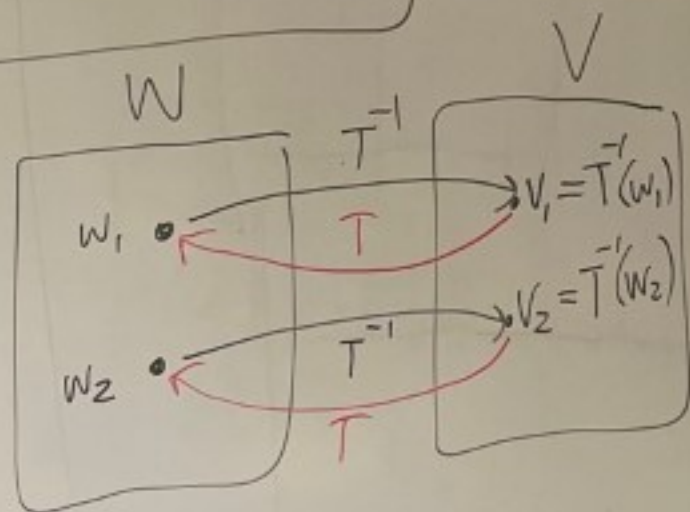 W
V
T⁻¹
w₁
T
v₁ = T⁻¹(w₁)
v₂ = T⁻¹(w₂)
T⁻¹
w₂
T